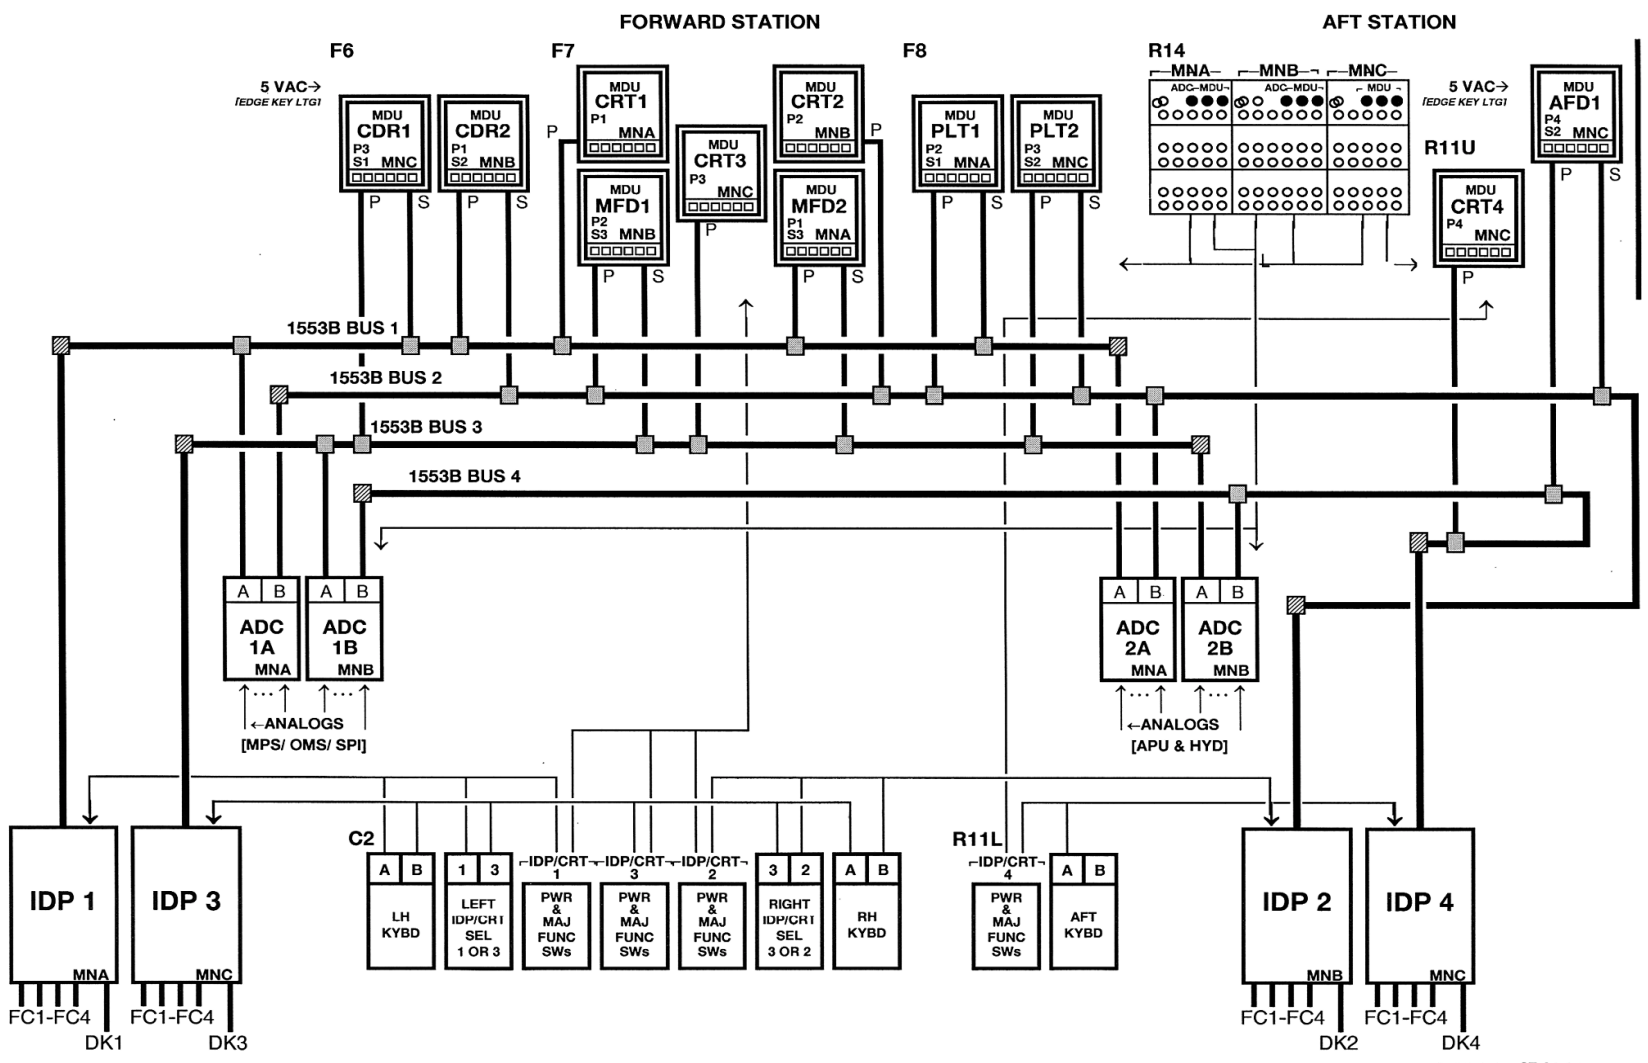 FORWARD STATION
AFT STATION
F6
F7
F8
R14
5 VAC→
[EDGE KEY LTG]
MDU
CDR1
P3
S1 MNC
P
S
MDU
CDR2
P1
S2 MNB
P
S
MDU
CRT1
P1
MNA
P
MDU
MFD1
P2
S3 MNB
P
S
MDU
CRT3
P3
MNC
P
MDU
CRT2
P2
MNB
P
MDU
MFD2
P1
S3 MNA
P
S
MDU
PLT1
P2
S1 MNA
P
S
MDU
PLT2
P3
S2 MNC
P
S
MNA
MNB
MNC
ADC MDU
ADC MDU
MDU
5 VAC→
[EDGE KEY LTG]
MDU
AFD1
P4
S2 MNC
P
S
R11U
MDU
CRT4
P4
MNC
P
1553B BUS 1
1553B BUS 2
1553B BUS 3
1553B BUS 4
A B
ADC
1A
MNA
A B
ADC
1B
MNB
... ...
←ANALOGS
[MPS/ OMS/ SPI]
A B
ADC
2A
MNA
A B
ADC
2B
MNB
... ...
←ANALOGS
[APU & HYD]
IDP 1
MNA
FC1-FC4
DK1
IDP 3
MNC
FC1-FC4
DK3
C2
A B
LH
KYBD
1 3
LEFT
IDP/CRT
SEL
1 OR 3
IDP/CRT
1
PWR
&
MAJ
FUNC
SWs
IDP/CRT
3
PWR
&
MAJ
FUNC
SWs
IDP/CRT
2
PWR
&
MAJ
FUNC
SWs
3 2
RIGHT
IDP/CRT
SEL
3 OR 2
A B
RH
KYBD
R11L
IDP/CRT
4
PWR
&
MAJ
FUNC
SWs
A B
AFT
KYBD
IDP 2
MNB
FC1-FC4
DK2
IDP 4
MNC
FC1-FC4
DK4